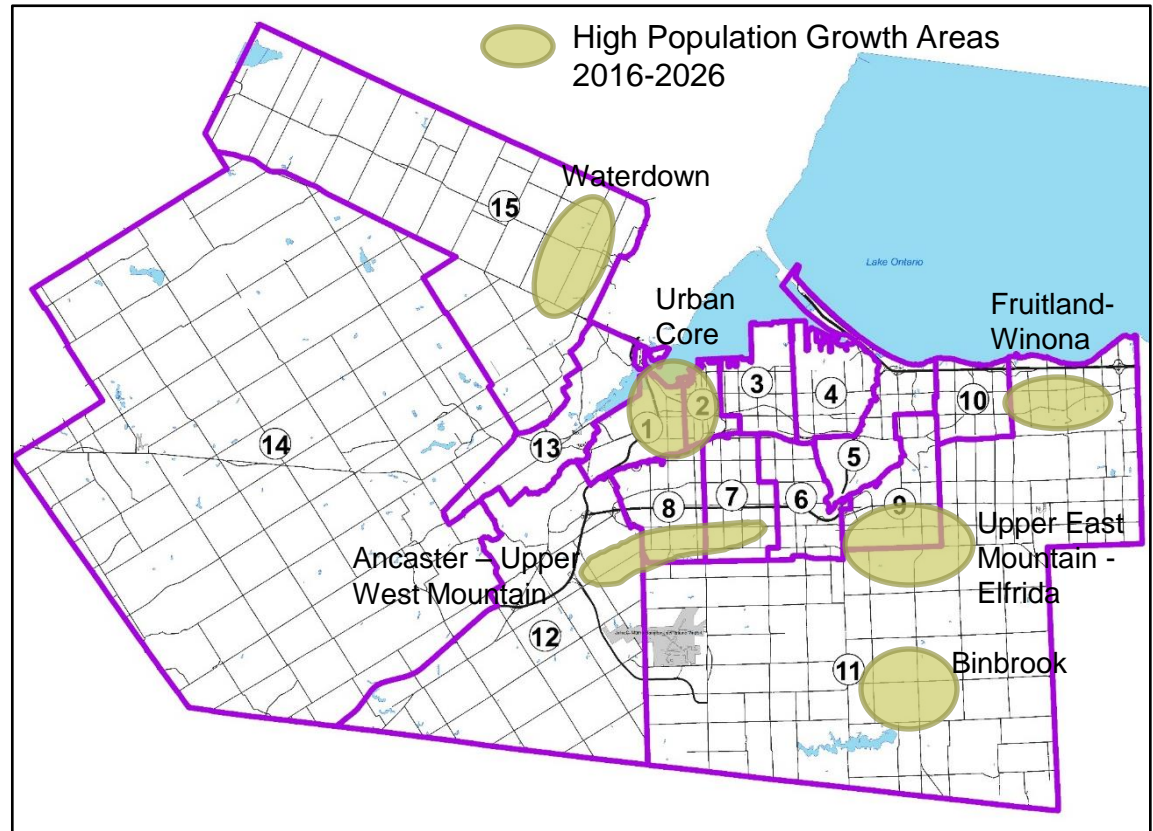 High Population Growth Areas
2016-2026
Waterdown
15
Lake Ontario
Urban
Core
Fruitland-
Winona
3
4
10
2
1
14
13
5
8
7
6
9
Ancaster – Upper
West Mountain
Upper East
Mountain -
Elfrida
12
11
Binbrook